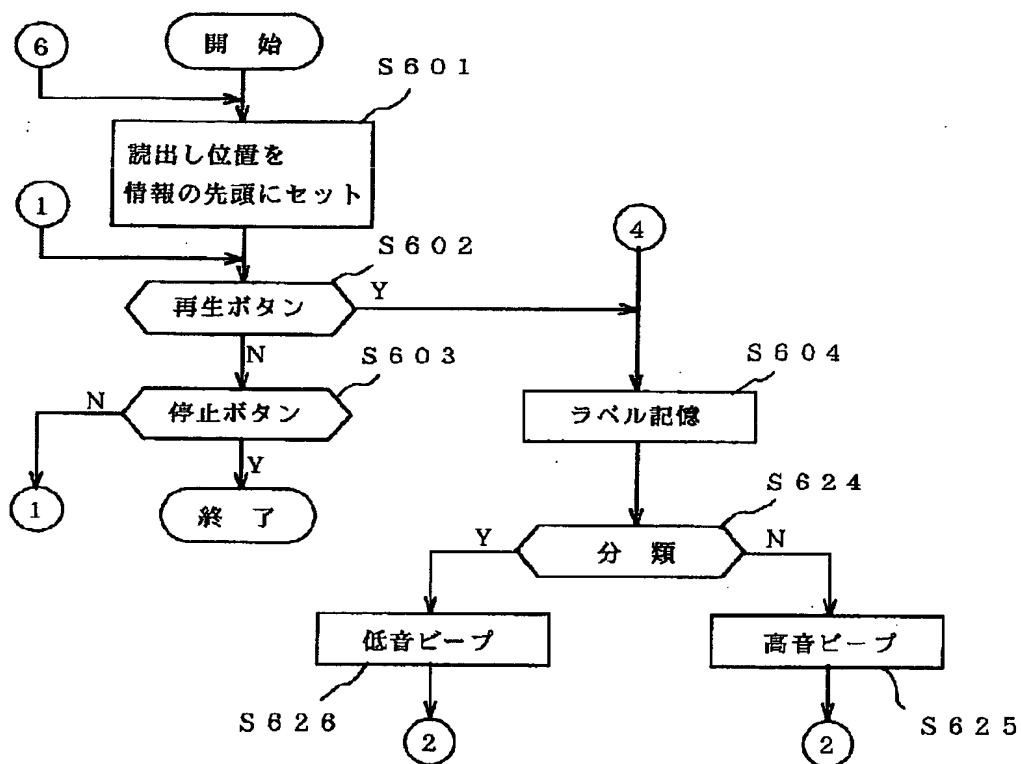 6
開 始
S601
読出し位置を
情報の先頭にセット
1
S602
4
再生ボタン
Y
N
S603
S604
N
停止ボタン
ラベル記憶
Y
1
終 了
S624
Y
分 類
N
低音ビープ
高音ビープ
S626
S625
2
2